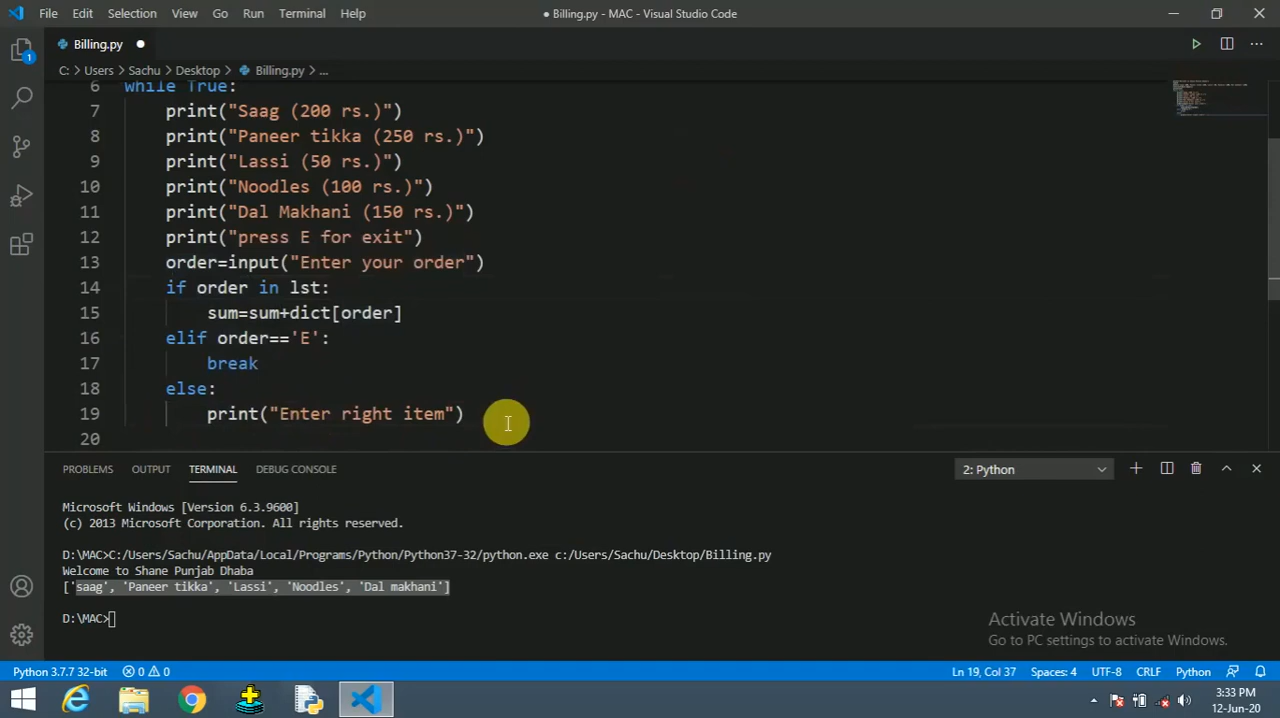 File Edit Selection View Go Run Terminal Help ● Billing.py - MAC - Visual Studio Code
Billing.py ●
C: > Users > Sachu > Desktop > Billing.py > ...
6 while True:
7 print("Saag (200 rs.)")
8 print("Paneer tikka (250 rs.)")
9 print("Lassi (50 rs.)")
10 print("Noodles (100 rs.)")
11 print("Dal Makhani (150 rs.)")
12 print("press E for exit")
13 order=input("Enter your order")
14 if order in lst:
15 sum=sum+dict[order]
16 elif order=='E':
17 break
18 else:
19 print("Enter right item")
20
PROBLEMS OUTPUT TERMINAL DEBUG CONSOLE 2: Python
Microsoft Windows [Version 6.3.9600]
(c) 2013 Microsoft Corporation. All rights reserved.
D:\MAC>C:/Users/Sachu/AppData/Local/Programs/Python/Python37-32/python.exe c:/Users/Sachu/Desktop/Billing.py
Welcome to Shane Punjab Dhaba
['saag', 'Paneer tikka', 'Lassi', 'Noodles', 'Dal makhani']
D:\MAC>
Activate Windows
Go to PC settings to activate Windows.
Python 3.7.7 32-bit 0 0 Ln 19, Col 37 Spaces: 4 UTF-8 CRLF Python
3:33 PM
12-Jun-20